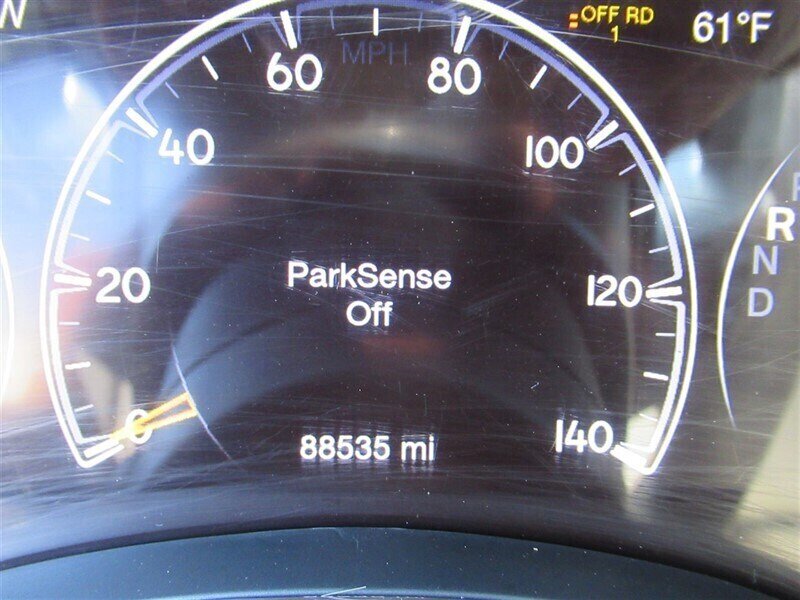 W
OFF RD
1
61°F
MPH
60
80
40
100
20
120
0
140
ParkSense
Off
88535 mi
P
R
N
D